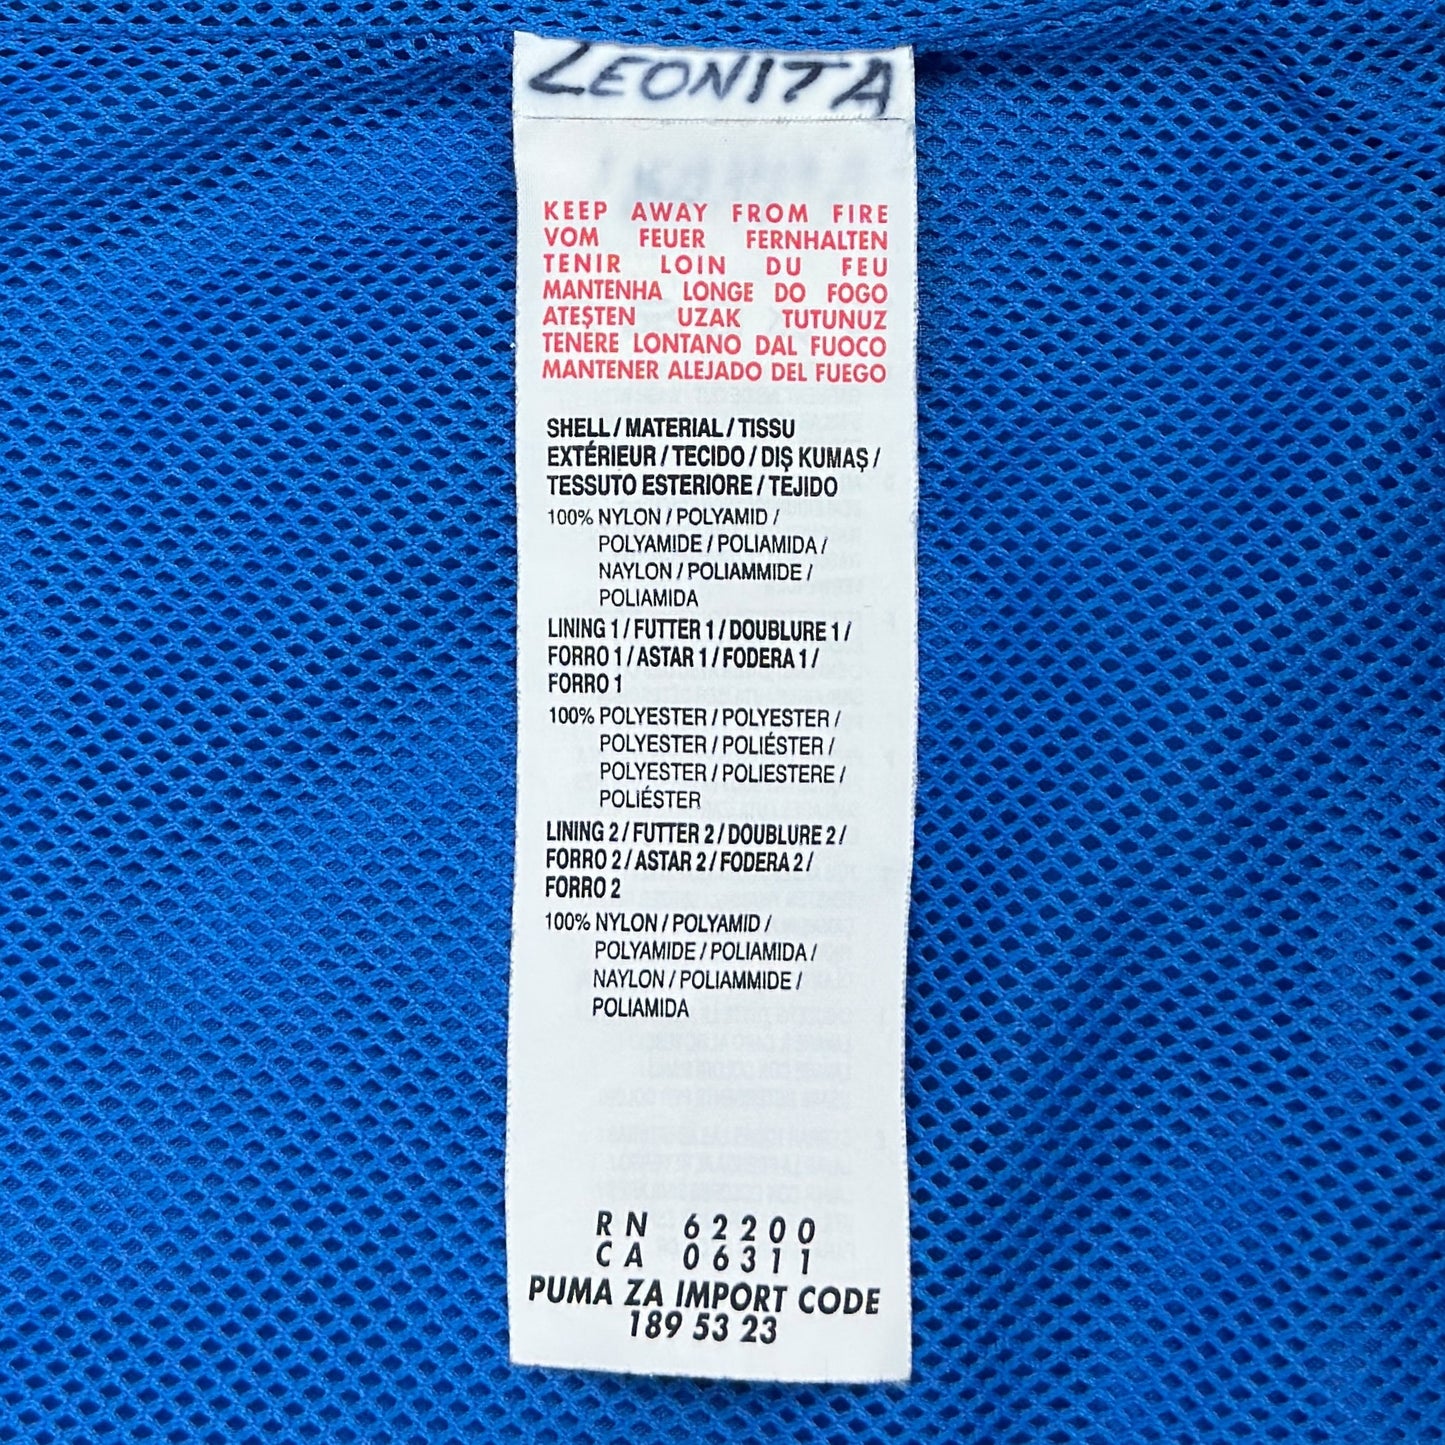 LEONITA
KEEP AWAY FROM FIRE
VOM FEUER FERNHALTEN
TENIR LOIN DU FEU
MANTENHA LONGE DO FOGO
ATEŞTEN UZAK TUTUNUZ
TENERE LONTANO DAL FUOCO
MANTENER ALEJADO DEL FUEGO
SHELL / MATERIAL / TISSU
EXTÉRIEUR / TECIDO / DIŞ KUMAŞ /
TESSUTO ESTERIORE / TEJIDO
100% NYLON / POLYAMID /
POLYAMIDE / POLIAMIDA /
NAYLON / POLIAMMIDE /
POLIAMIDA
LINING 1 / FUTTER 1 / DOUBLURE 1 /
FORRO 1 / ASTAR 1 / FODERA 1 /
FORRO 1
100% POLYESTER / POLYESTER /
POLYESTER / POLIÉSTER /
POLYESTER / POLIESTERE /
POLIÉSTER
LINING 2 / FUTTER 2 / DOUBLURE 2 /
FORRO 2 / ASTAR 2 / FODERA 2 /
FORRO 2
100% NYLON / POLYAMID /
POLYAMIDE / POLIAMIDA /
NAYLON / POLIAMMIDE /
POLIAMIDA
RN 62200
CA 06311
PUMA ZA IMPORT CODE
189 53 23